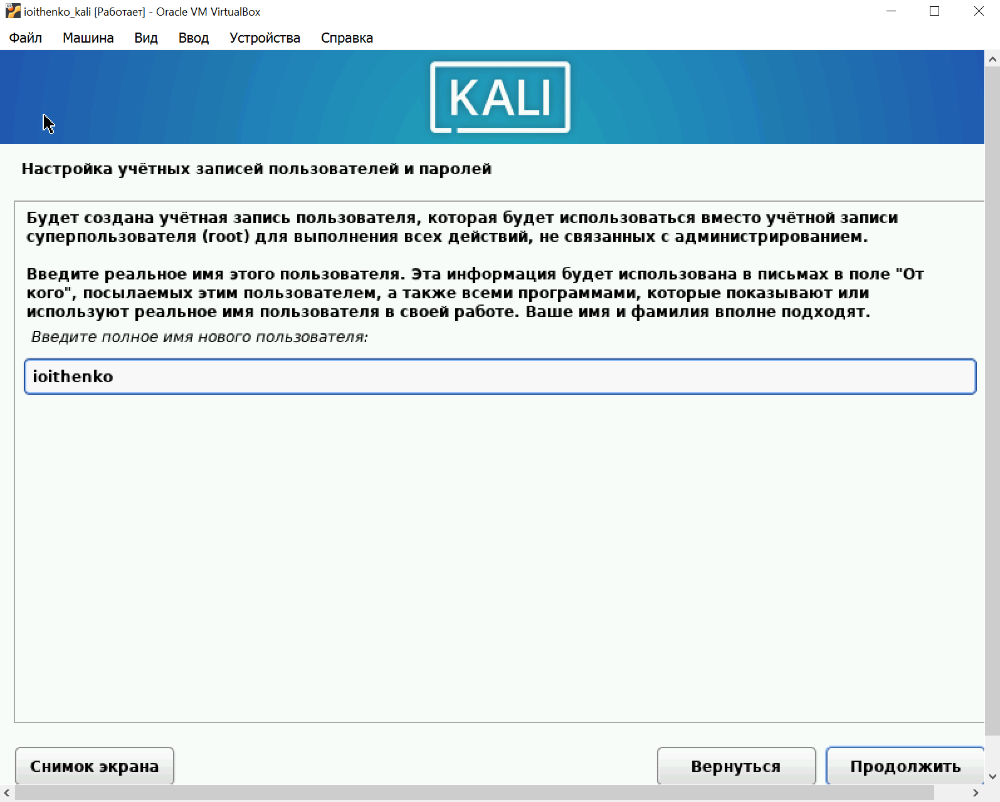 ioithenko_kali [Работает] - Oracle VM VirtualBox
Файл Машина Вид Ввод Устройства Справка
KALI
Настройка учётных записей пользователей и паролей
Будет создана учётная запись пользователя, которая будет использоваться вместо учётной записи
суперпользователя (root) для выполнения всех действий, не связанных с администрированием.
Введите реальное имя этого пользователя. Эта информация будет использована в письмах в поле "От
кого", посылаемых этим пользователем, а также всеми программами, которые показывают или
используют реальное имя пользователя в своей работе. Ваше имя и фамилия вполне подходят.
Введите полное имя нового пользователя:
ioithenko
Снимок экрана Вернуться Продолжить